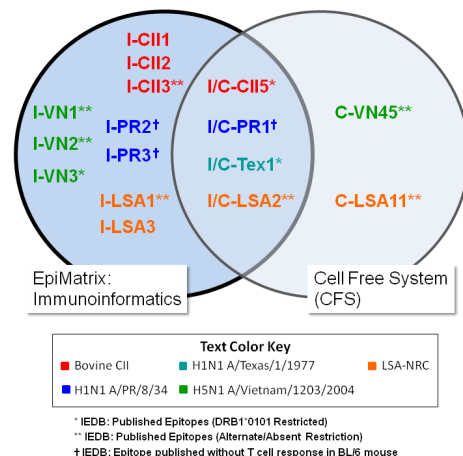 I-CII1
I-CII2
I-CII3** I/C-CII5*
I-VN1** C-VN45**
I-PR2† I/C-PR1†
I-VN2**
I-PR3†
I/C-Tex1*
I-VN3*
I-LSA1** I/C-LSA2** C-LSA11**
I-LSA3
EpiMatrix:
Immunoinformatics
Cell Free System
(CFS)
Text Color Key
Bovine CII H1N1 A/Texas/1/1977 LSA-NRC
H1N1 A/PR/8/34 H5N1 A/Vietnam/1203/2004
* IEDB: Published Epitopes (DRB1*0101 Restricted)
** IEDB: Published Epitopes (Alternate/Absent Restriction)
† IEDB: Epitope published without T cell response in BL/6 mouse